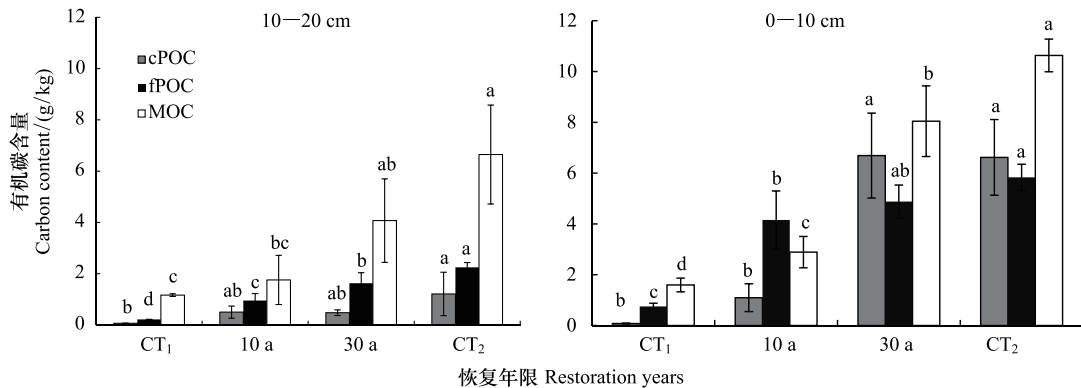 10—20 cm
0—10 cm
有机碳含量
Carbon content/(g/kg)
12
10
8
6
4
2
0
cPOC
fPOC
MOC
b d c
ab c bc
ab b ab
a a a
CT₁ 10 a 30 a CT₂
12
10
8
6
4
2
0
b c d
b b c
a ab b
a a a
CT₁ 10 a 30 a CT₂
恢复年限 Restoration years